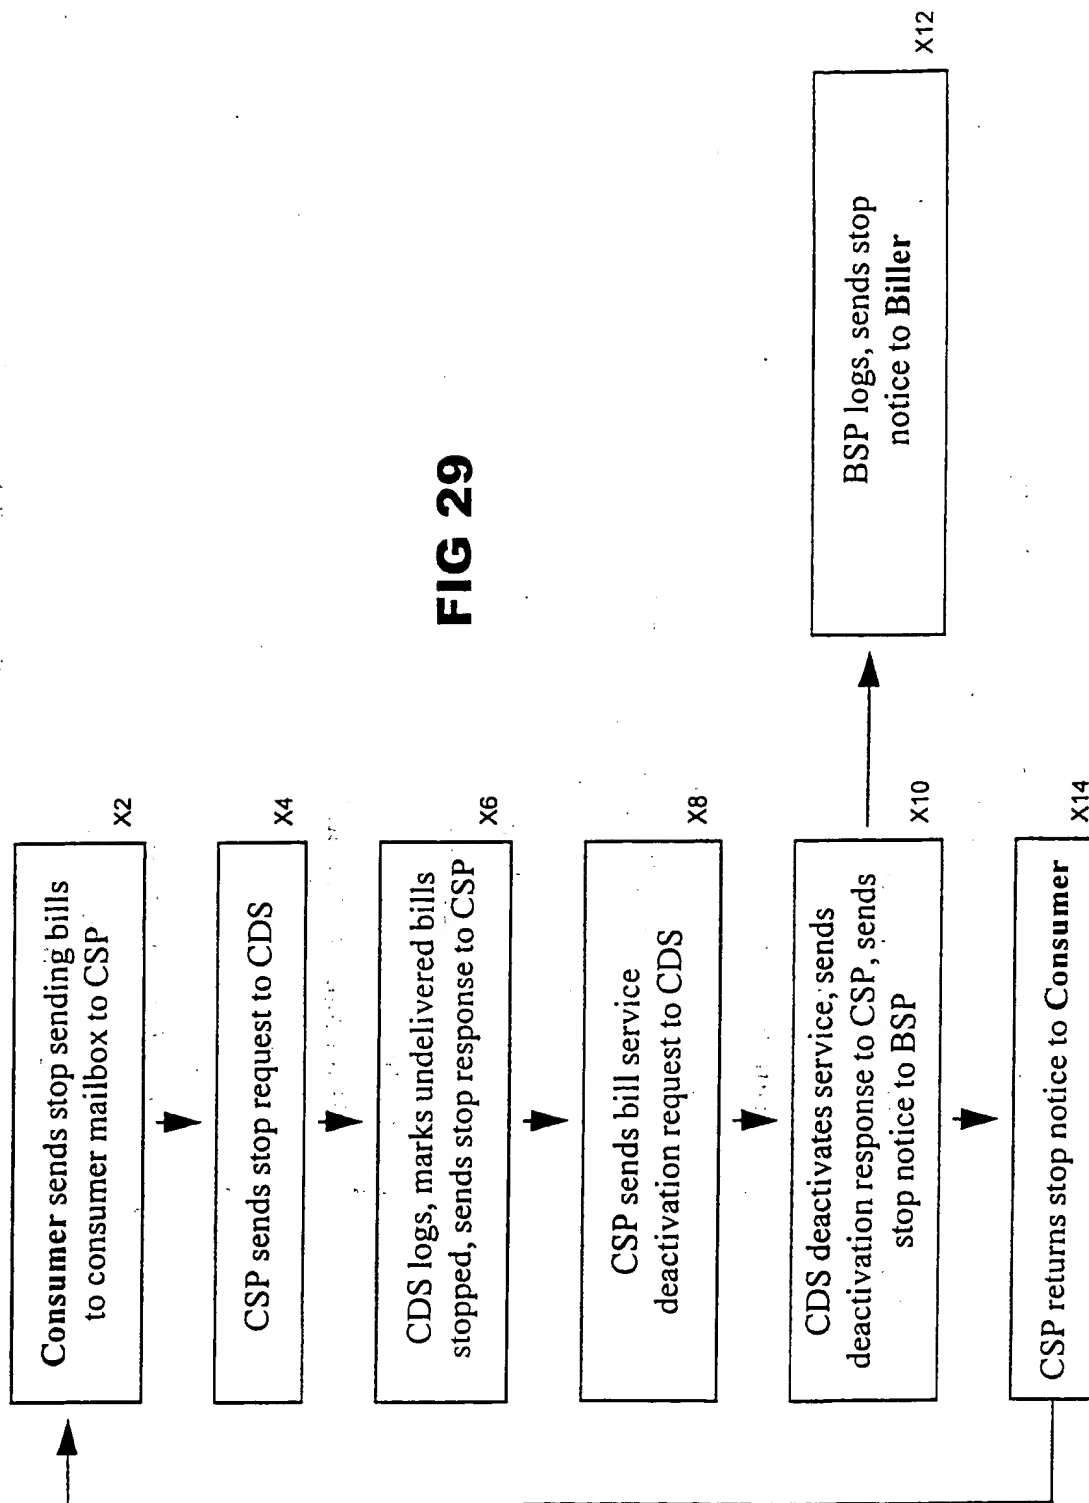 Consumer sends stop sending bills
to consumer mailbox to CSP
X2
CSP sends stop request to CDS
X4
CDS logs, marks undelivered bills
stopped, sends stop response to CSP
X6
CSP sends bill service
deactivation request to CDS
X8
CDS deactivates service, sends
deactivation response to CSP, sends
stop notice to BSP
X10
BSP logs, sends stop
notice to Biller
X12
CSP returns stop notice to Consumer
X14
FIG 29